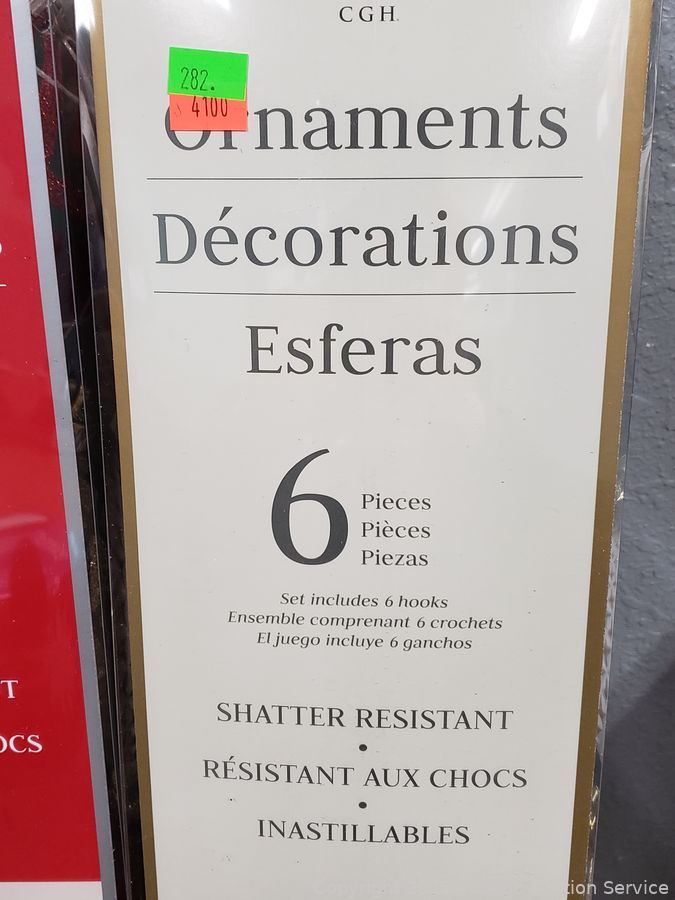 CGH
282.
4100
Ornaments
Décorations
Esferas
6
Pieces
Pièces
Piezas
Set includes 6 hooks
Ensemble comprenant 6 crochets
El juego incluye 6 ganchos
SHATTER RESISTANT
•
RÉSISTANT AUX CHOCS
•
INASTILLABLES
T
OCS
Service